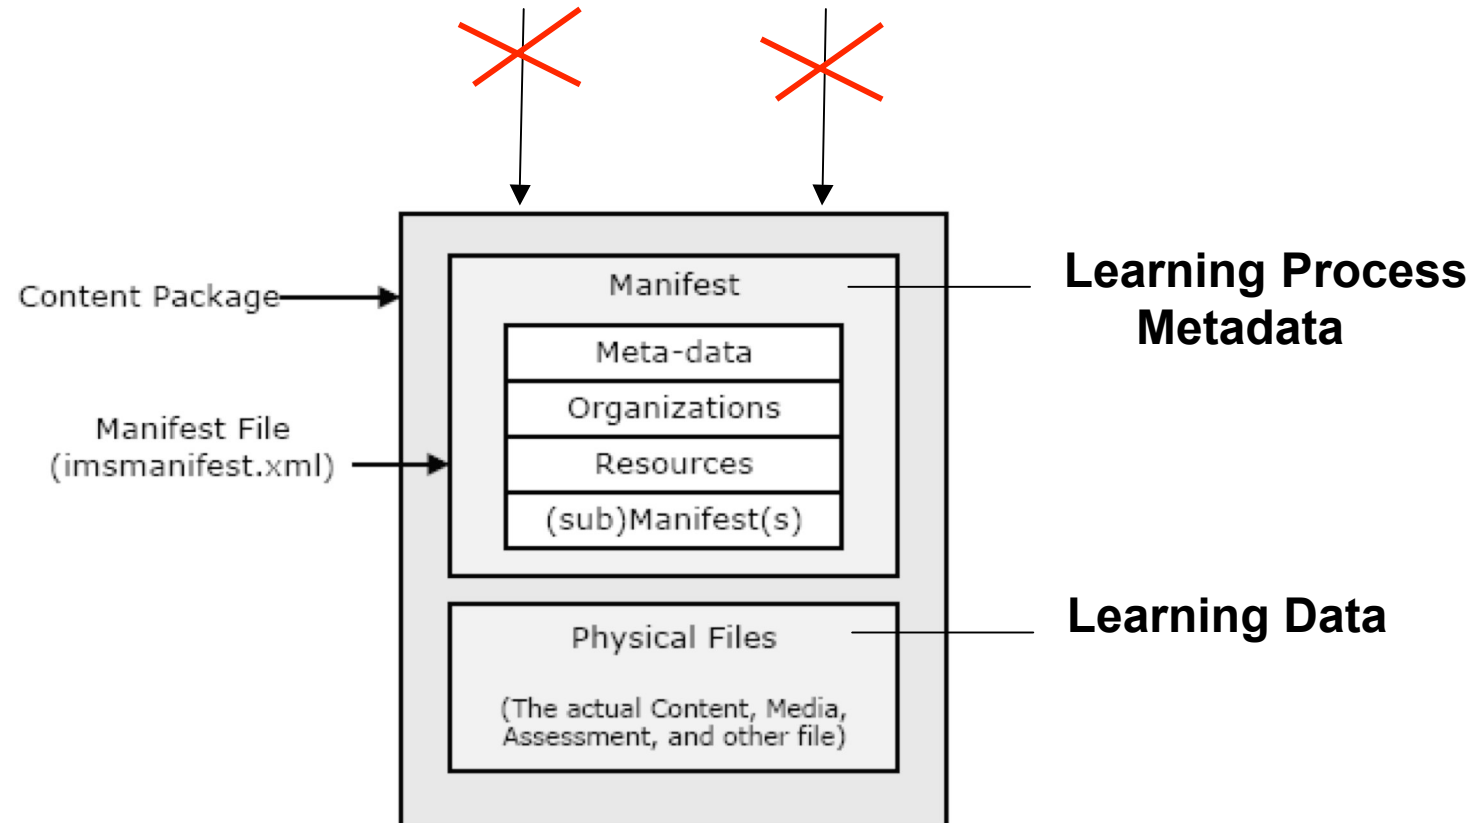 Content Package
Manifest File
(imsmanifest.xml)
Manifest
Meta-data
Organizations
Resources
(sub)Manifest(s)
Physical Files
(The actual Content, Media,
Assessment, and other file)
Learning Process
Metadata
Learning Data